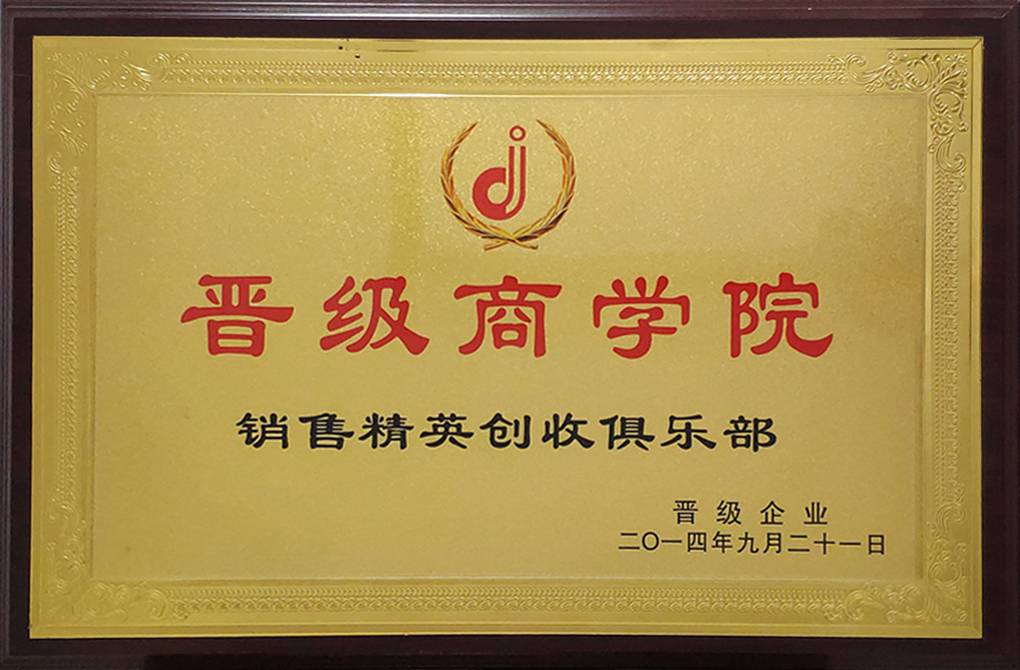 晋级商学院
销售精英创收俱乐部
晋级企业
二〇一四年九月二十一日